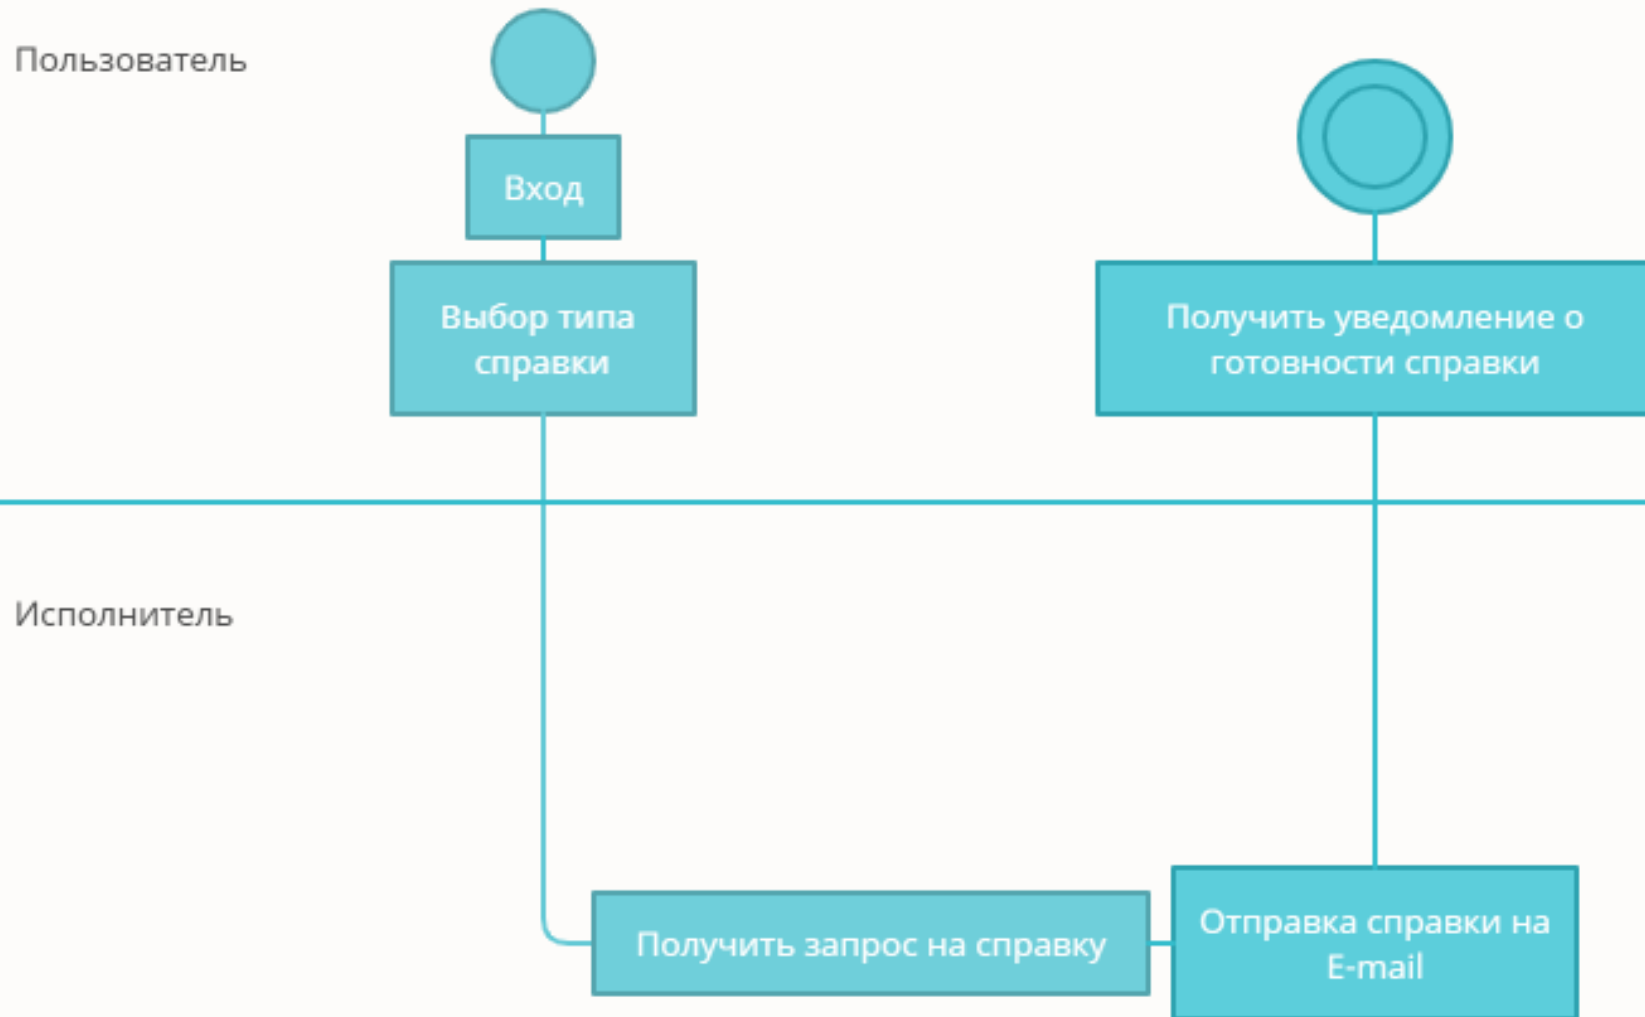 Пользователь
Вход
Выбор типа
справки
Получить уведомление о
готовности справки
Исполнитель
Получить запрос на справку
Отправка справки на
E-mail